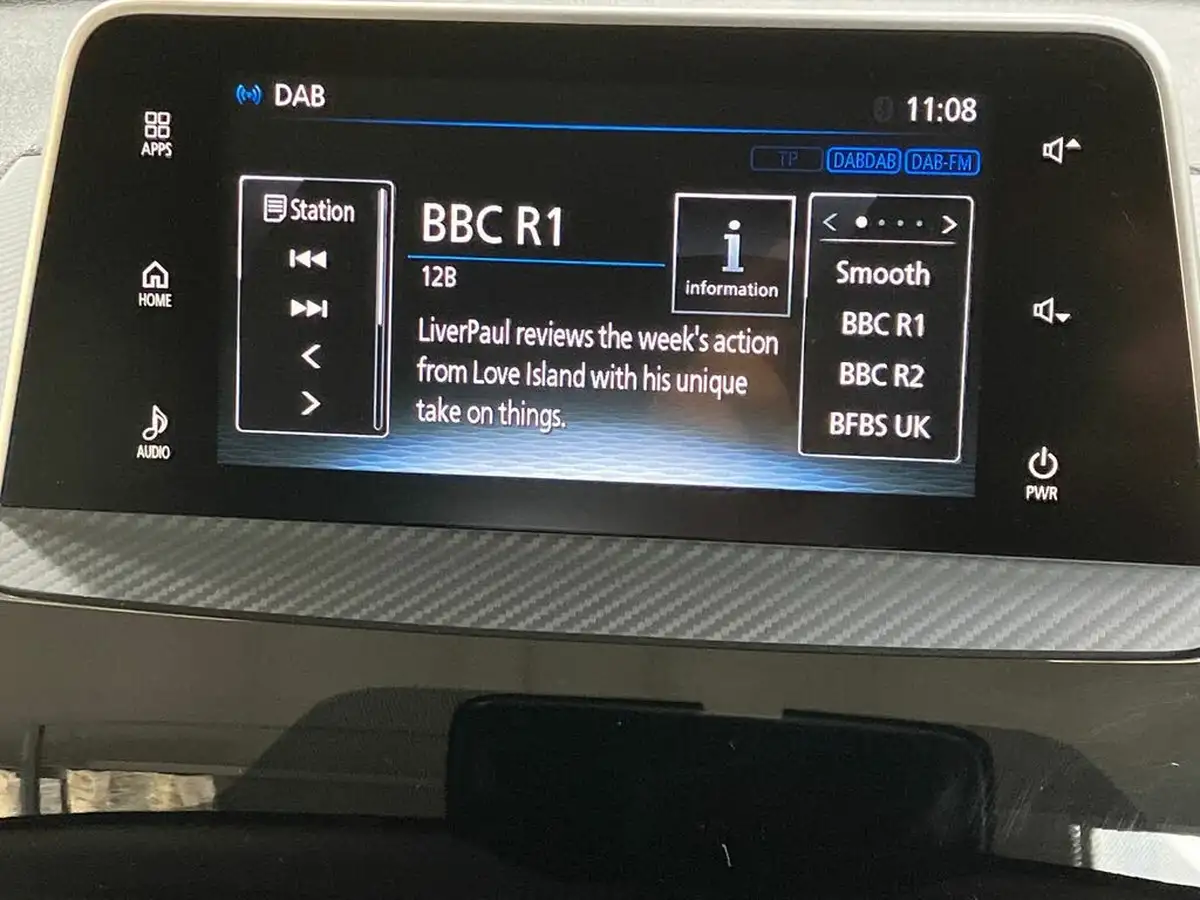 DAB
11:08
APPS
TP
DABDAB
DAB-FM
Station
BBC R1
12B
i
information
Smooth
BBC R1
BBC R2
BFBS UK
HOME
LiverPaul reviews the week's action
from Love Island with his unique
take on things.
AUDIO
PWR